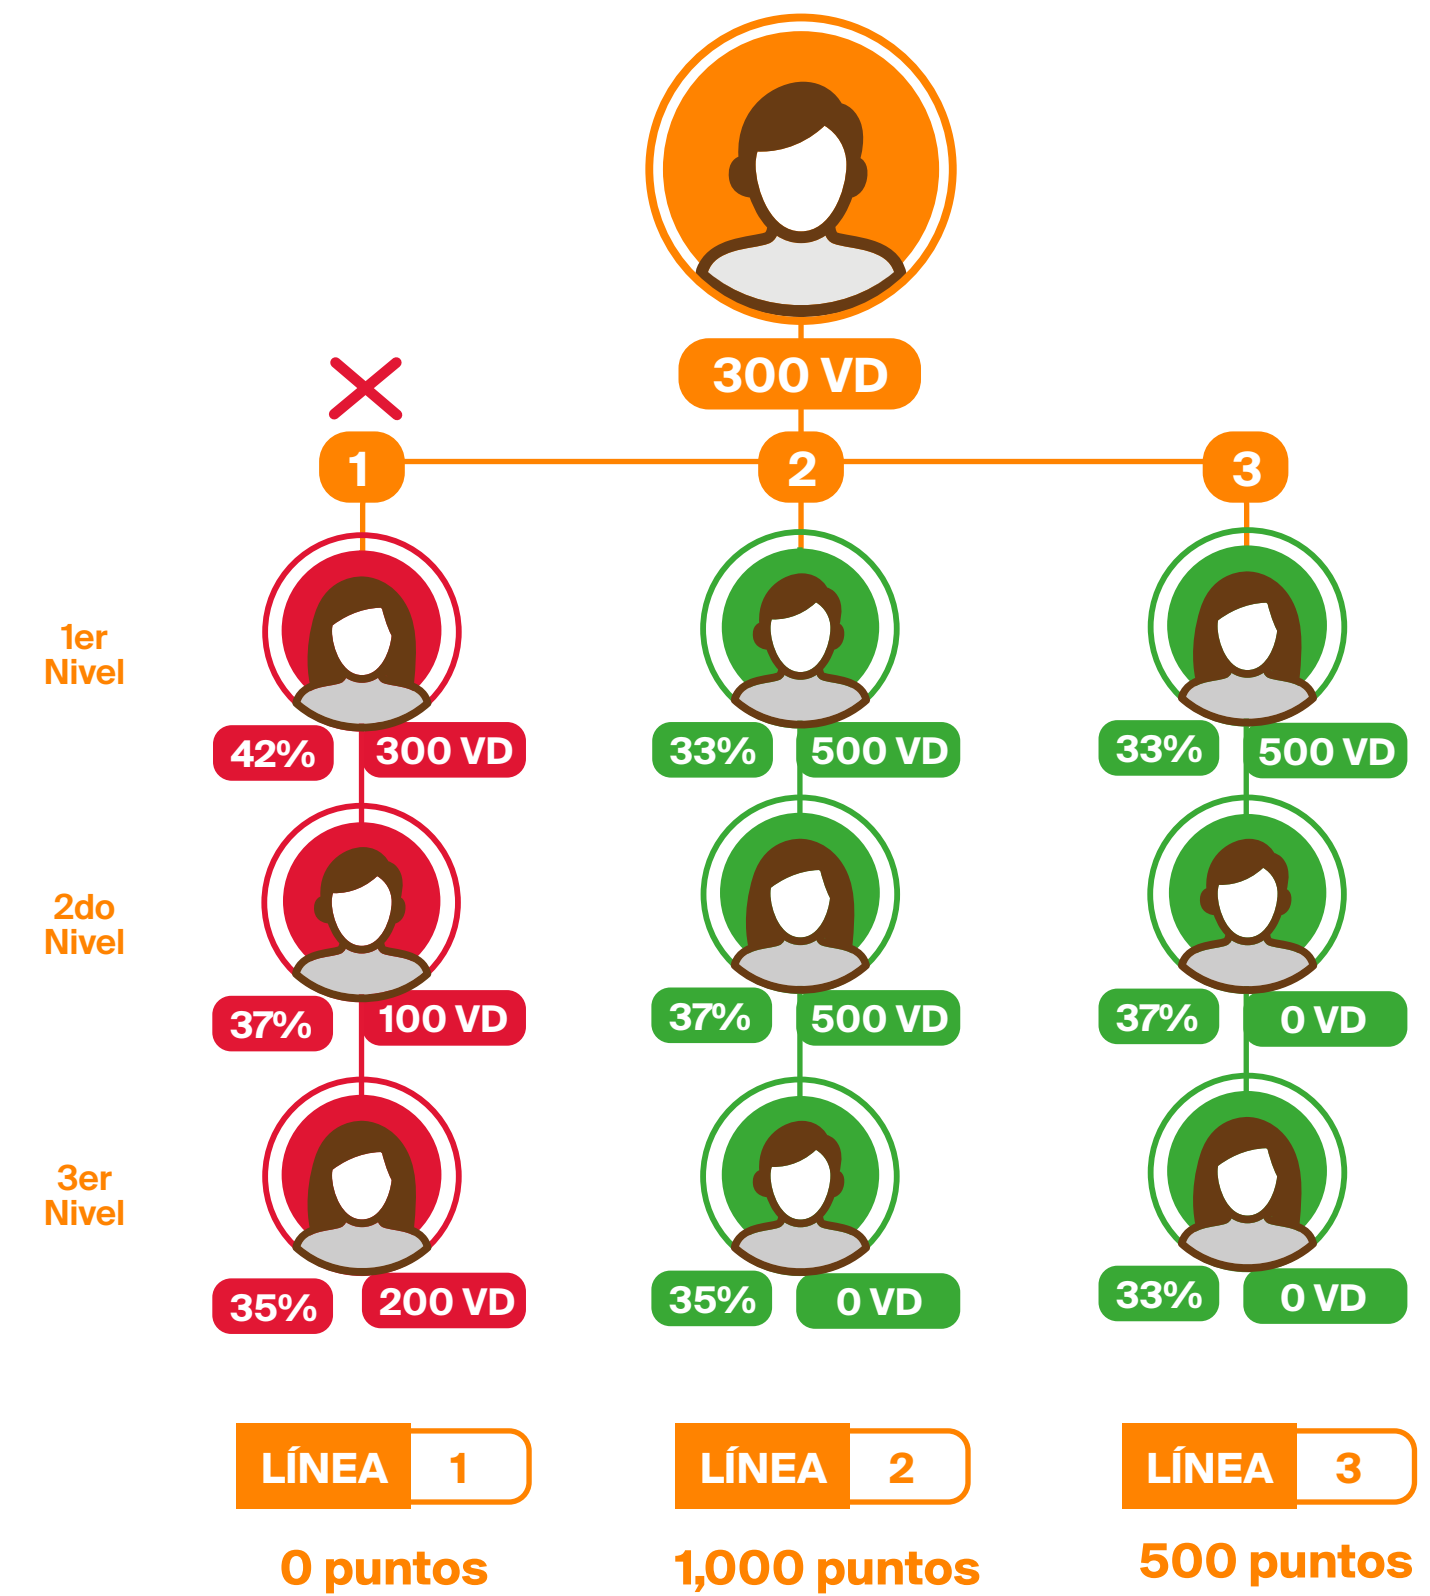 300 VD
1
2
3
1er
Nivel
42%
300 VD
33%
500 VD
33%
500 VD
2do
Nivel
37%
100 VD
37%
500 VD
37%
0 VD
3er
Nivel
35%
200 VD
35%
0 VD
33%
0 VD
LÍNEA 1
LÍNEA 2
LÍNEA 3
0 puntos
1,000 puntos
500 puntos